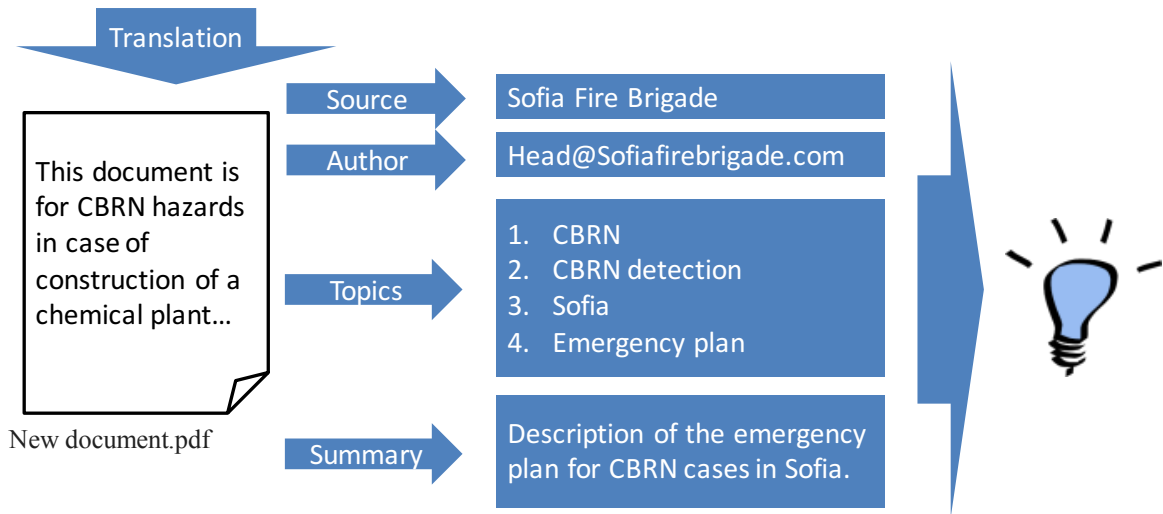 Translation
This document is
for CBRN hazards
in case of
construction of a
chemical plant…
New document.pdf
Source
Sofia Fire Brigade
Author
Head@Sofiafirebrigade.com
Topics
1. CBRN
2. CBRN detection
3. Sofia
4. Emergency plan
Summary
Description of the emergency
plan for CBRN cases in Sofia.